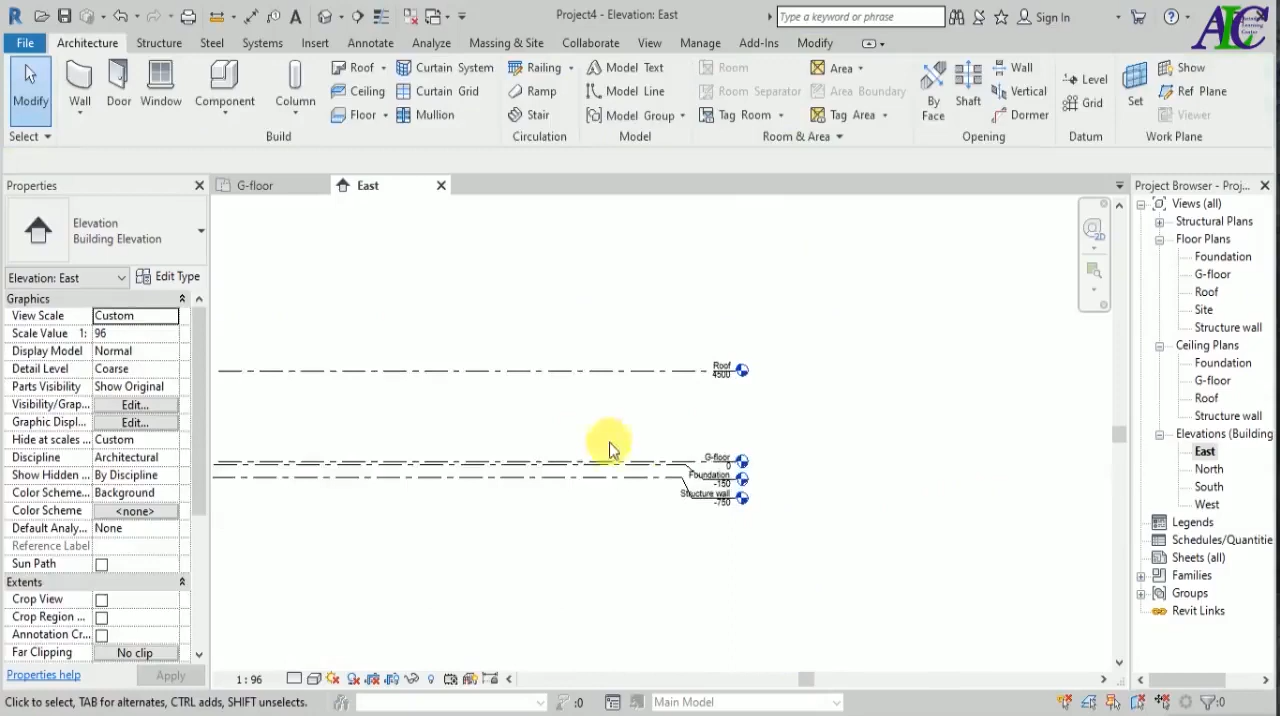 Project4 - Elevation: East
Type a keyword or phrase
Sign In
ALC
File
Architecture
Structure
Steel
Systems
Insert
Annotate
Analyze
Massing & Site
Collaborate
View
Manage
Add-Ins
Modify
Modify
Wall
Door
Window
Component
Column
Roof
Ceiling
Floor
Curtain System
Curtain Grid
Mullion
Railing
Ramp
Stair
Model Text
Model Line
Model Group
Room
Room Separator
Tag Room
Area
Area Boundary
Tag Area
By Face
Shaft
Wall
Vertical
Dormer
Level
Grid
Set
Show
Ref Plane
Viewer
Select
Build
Circulation
Model
Room & Area
Opening
Datum
Work Plane
Properties
G-floor
East
Project Browser - Proj...
Elevation
Building Elevation
Elevation: East
Edit Type
Graphics
View Scale Custom
Scale Value 1: 96
Display Model Normal
Detail Level Coarse
Parts Visibility Show Original
Visibility/Grap... Edit...
Graphic Displ... Edit...
Hide at scales ... Custom
Discipline Architectural
Show Hidden ... By Discipline
Color Scheme... Background
Color Scheme <none>
Default Analy... None
Reference Label
Sun Path
Extents
Crop View
Crop Region ...
Annotation Cr...
Far Clipping No clip
Properties help
Apply
2D
Roof
4500
G-floor
0
Foundation
-150
Structure wall
-750
Views (all)
Structural Plans
Floor Plans
Foundation
G-floor
Roof
Site
Structure wall
Ceiling Plans
Foundation
G-floor
Roof
Structure wall
Elevations (Building
East
North
South
West
Legends
Schedules/Quantitie
Sheets (all)
Families
Groups
Revit Links
1 : 96
Click to select, TAB for alternates, CTRL adds, SHIFT unselects.
:0
Main Model
:0